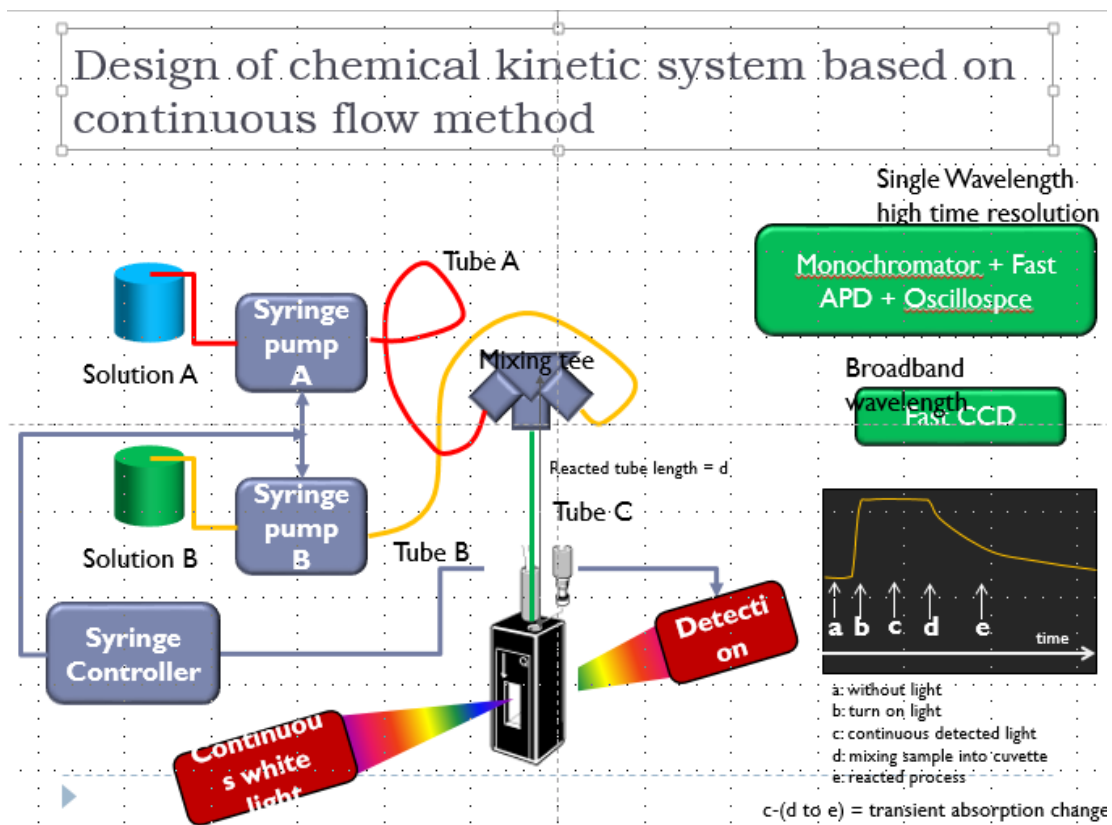 Design of chemical kinetic system based on
continuous flow method
Single Wavelength
high time resolution
Monochromator + Fast
APD + Oscillospce
Tube A
Syringe
pump
A
Solution A
Mixing tee
Broadband
wavelength
Fast CCD
Reacted tube length = d
Syringe
pump
B
Solution B
Tube B
Tube C
Syringe
Controller
Detecti
on
Continuou
s white
light
a b c d e
time
a: without light
b: turn on light
c: continuous detected light
d: mixing sample into cuvette
e: reacted process
c-(d to e) = transient absorption change